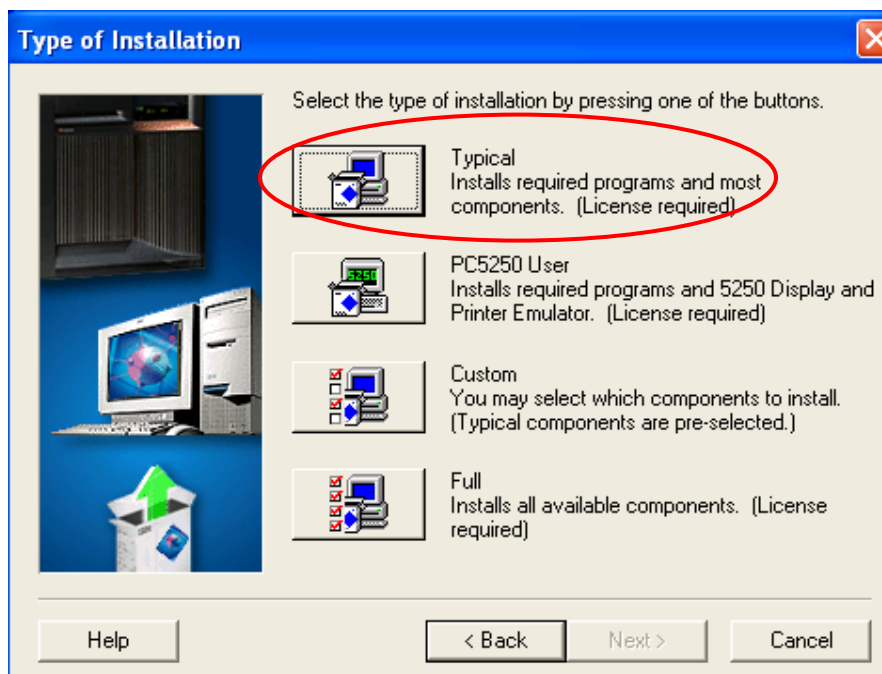 Type of Installation
Select the type of installation by pressing one of the buttons.
Typical
Installs required programs and most
components. (License required)
5250
PC5250 User
Installs required programs and 5250 Display and
Printer Emulator. (License required)
Custom
You may select which components to install.
(Typical components are pre-selected.)
Full
Installs all available components. (License
required)
Help
< Back
Next >
Cancel